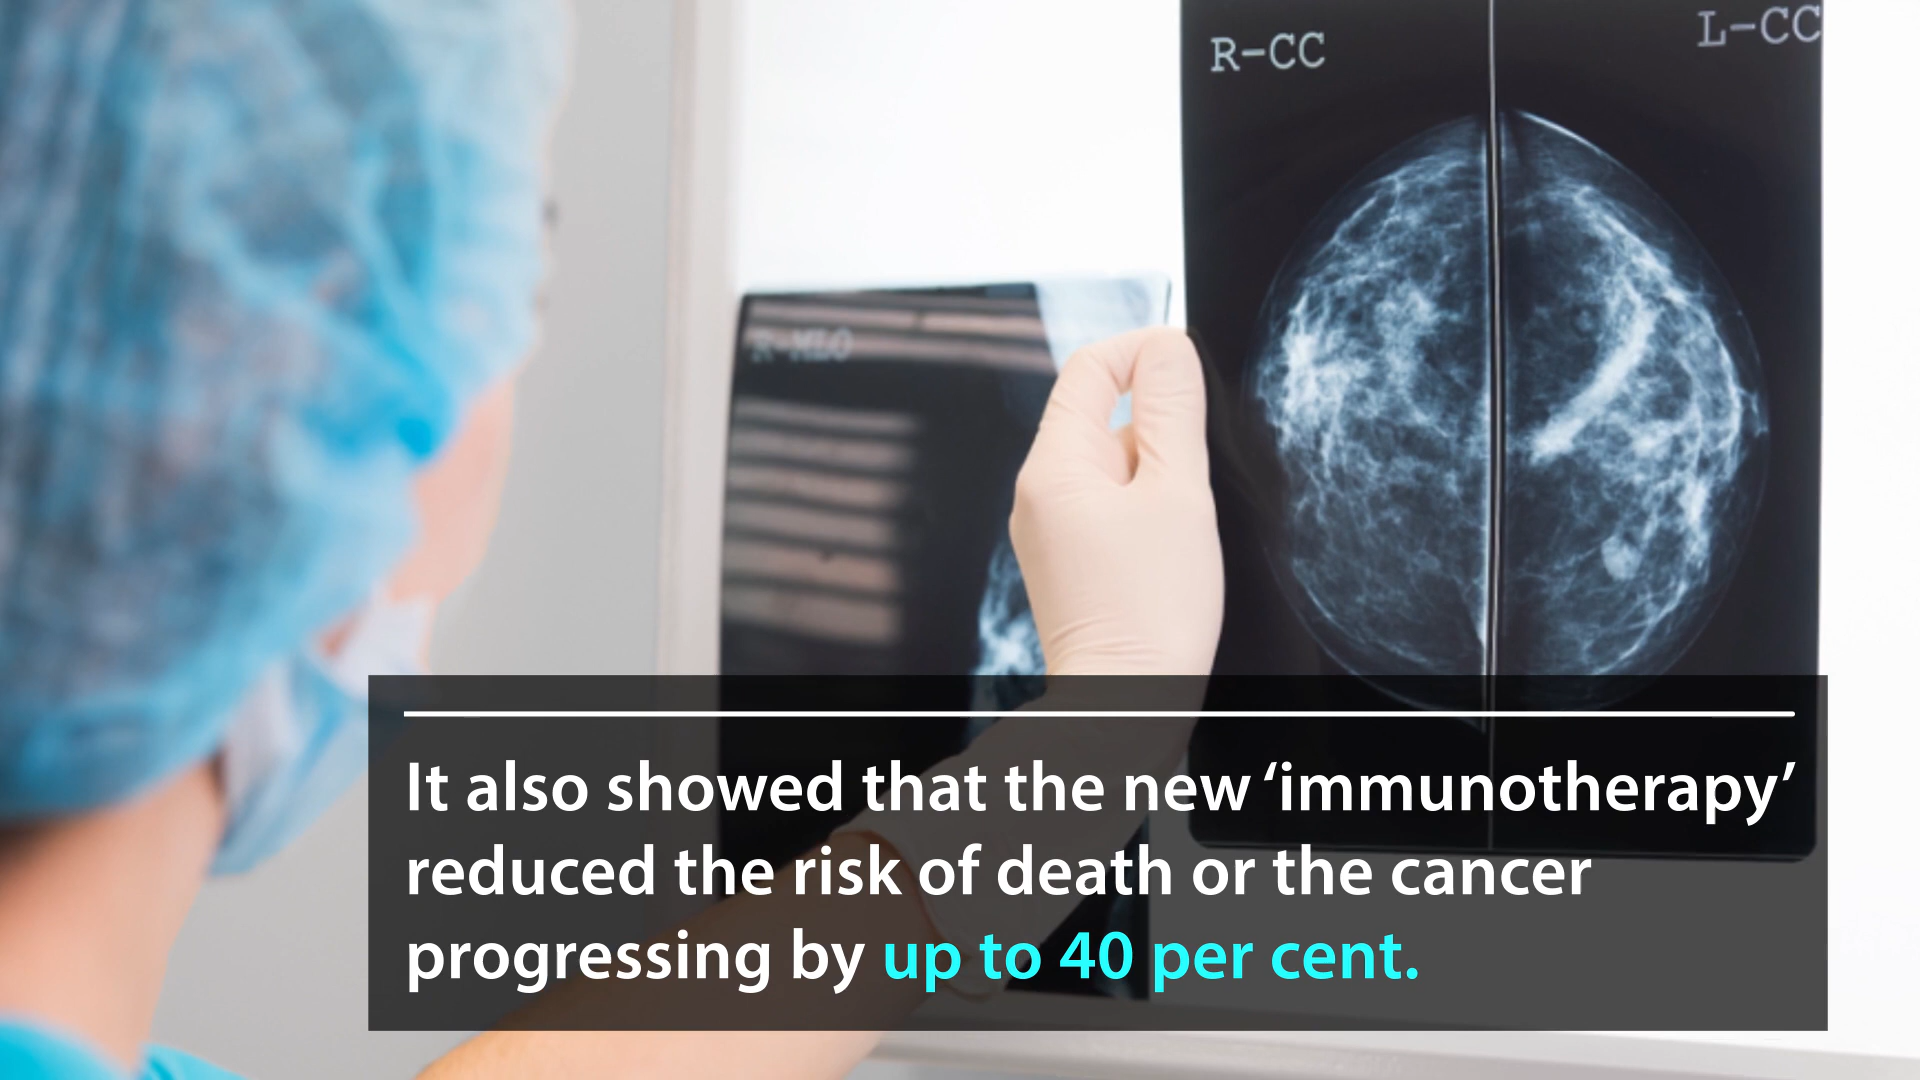 R-CC
L-CC
R-MLO
It also showed that the new ‘immunotherapy’
reduced the risk of death or the cancer
progressing by up to 40 per cent.